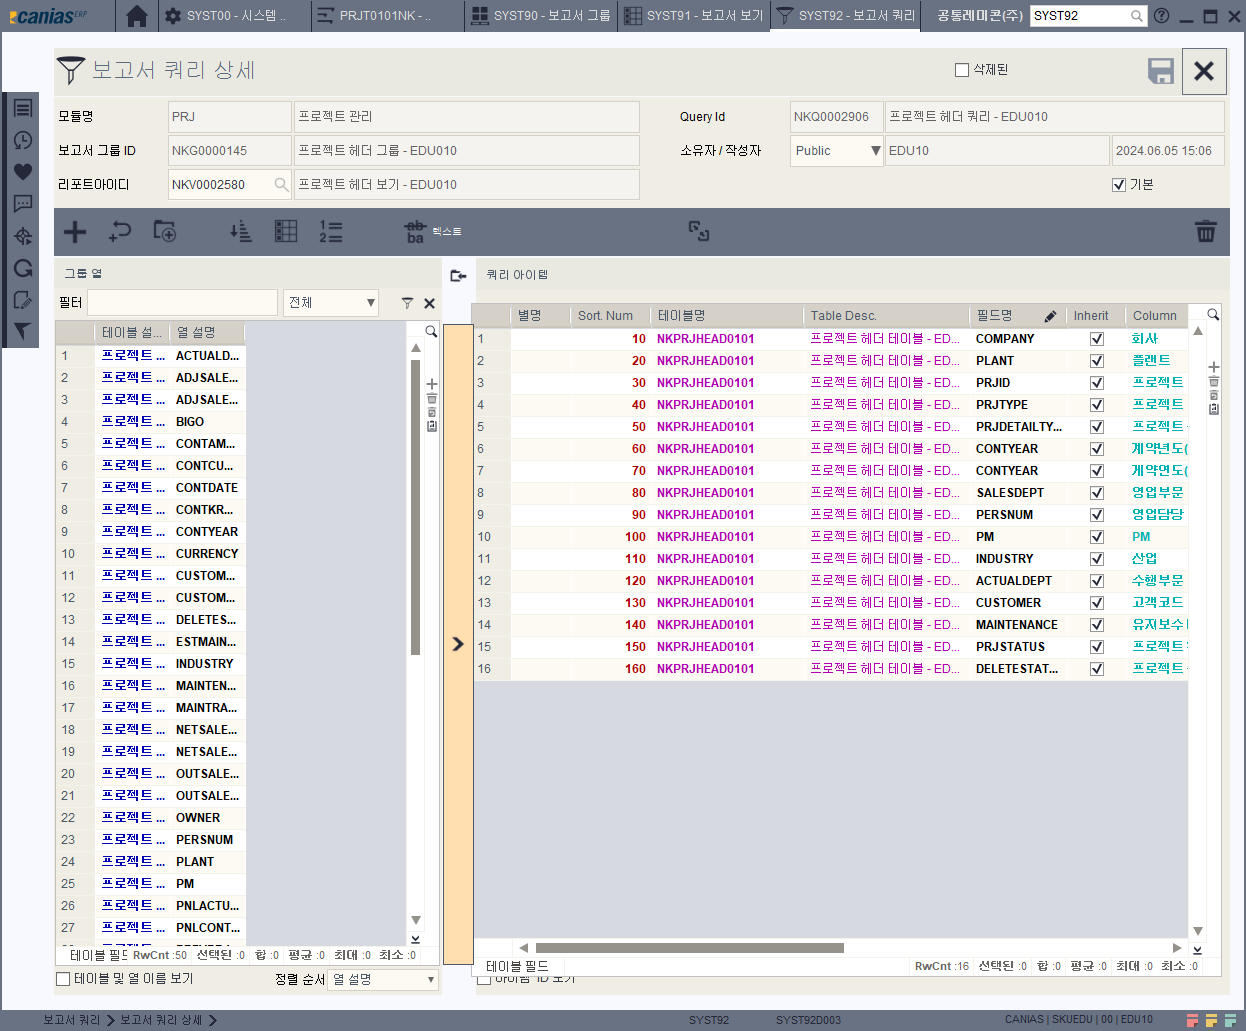 canias ERP
SYST00 - 시스템 ..
PRJT0101NK - ..
SYST90 - 보고서 그룹
SYST91 - 보고서 보기
SYST92 - 보고서 쿼리
공통레미콘(주)
SYST92
보고서 쿼리 상세
삭제된
모듈명 PRJ 프로젝트 관리
Query Id NKQ0002906 프로젝트 헤더 쿼리 - EDU010
보고서 그룹 ID NKG0000145 프로젝트 헤더 그룹 - EDU010
소유자 / 작성자 Public EDU10 2024.06.05 15:06
리포트아이디 NKV0002580 프로젝트 헤더 보기 - EDU010
기본
텍스트
그룹 열
필터 전체
테이블 설... 열 설명
1 프로젝트 ... ACTUALD...
2 프로젝트 ... ADJSALE...
3 프로젝트 ... ADJSALE...
4 프로젝트 ... BIGO
5 프로젝트 ... CONTAM...
6 프로젝트 ... CONTCU...
7 프로젝트 ... CONTDATE
8 프로젝트 ... CONTKR...
9 프로젝트 ... CONTYEAR
10 프로젝트 ... CURRENCY
11 프로젝트 ... CUSTOM...
12 프로젝트 ... CUSTOM...
13 프로젝트 ... DELETES...
14 프로젝트 ... ESTMAIN...
15 프로젝트 ... INDUSTRY
16 프로젝트 ... MAINTEN...
17 프로젝트 ... MAINTRA...
18 프로젝트 ... NETSALE...
19 프로젝트 ... NETSALE...
20 프로젝트 ... OUTSALE...
21 프로젝트 ... OUTSALE...
22 프로젝트 ... OWNER
23 프로젝트 ... PERSNUM
24 프로젝트 ... PLANT
25 프로젝트 ... PM
26 프로젝트 ... PNLACTU...
27 프로젝트 ... PNLCONT...
테이블 필드 RwCnt :50 선택된 :0 합 :0 평균 :0 최대 :0 최소 :0
테이블 및 열 이름 보기 정렬 순서 열 설명
쿼리 아이템
별명 Sort. Num 테이블명 Table Desc. 필드명 Inherit Column
1 10 NKPRJHEAD0101 프로젝트 헤더 테이블 - ED... COMPANY 회사
2 20 NKPRJHEAD0101 프로젝트 헤더 테이블 - ED... PLANT 플랜트
3 30 NKPRJHEAD0101 프로젝트 헤더 테이블 - ED... PRJID 프로젝트
4 40 NKPRJHEAD0101 프로젝트 헤더 테이블 - ED... PRJTYPE 프로젝트
5 50 NKPRJHEAD0101 프로젝트 헤더 테이블 - ED... PRJDETAILTY... 프로젝트
6 60 NKPRJHEAD0101 프로젝트 헤더 테이블 - ED... CONTYEAR 계약년도(
7 70 NKPRJHEAD0101 프로젝트 헤더 테이블 - ED... CONTYEAR 계약연도(
8 80 NKPRJHEAD0101 프로젝트 헤더 테이블 - ED... SALESDEPT 영업부문
9 90 NKPRJHEAD0101 프로젝트 헤더 테이블 - ED... PERSNUM 영업담당
10 100 NKPRJHEAD0101 프로젝트 헤더 테이블 - ED... PM PM
11 110 NKPRJHEAD0101 프로젝트 헤더 테이블 - ED... INDUSTRY 산업
12 120 NKPRJHEAD0101 프로젝트 헤더 테이블 - ED... ACTUALDEPT 수행부문
13 130 NKPRJHEAD0101 프로젝트 헤더 테이블 - ED... CUSTOMER 고객코드
14 140 NKPRJHEAD0101 프로젝트 헤더 테이블 - ED... MAINTENANCE 유지보수
15 150 NKPRJHEAD0101 프로젝트 헤더 테이블 - ED... PRJSTATUS 프로젝트
16 160 NKPRJHEAD0101 프로젝트 헤더 테이블 - ED... DELETESTAT... 프로젝트
테이블 필드 RwCnt :16 선택된 :0 합 :0 평균 :0 최대 :0 최소 :0
아이템 ID 보기
보고서 쿼리 보고서 쿼리 상세 SYST92 SYST92D003 CANIAS | SKUEDU | 00 | EDU10